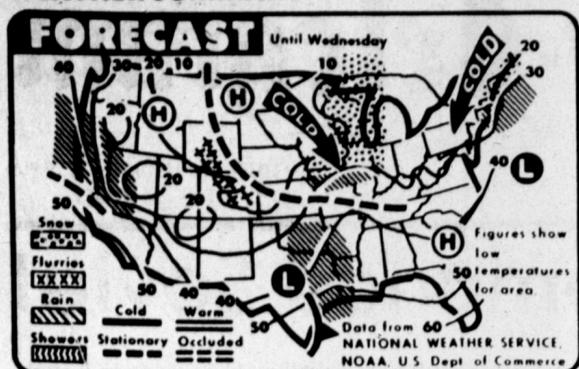 FORECAST Until Wednesday
40 30 20 10 10 COLD 20
30
20 H H COLD
20
20
40 L
50
Snow
H Figures show
low
Flurries
50 temperatures
for area.
Rain
50 40 40 L
Cold Warm
50
60
Showers Stationary Occluded
Data from
NATIONAL WEATHER SERVICE,
NOAA, U.S. Dept of Commerce